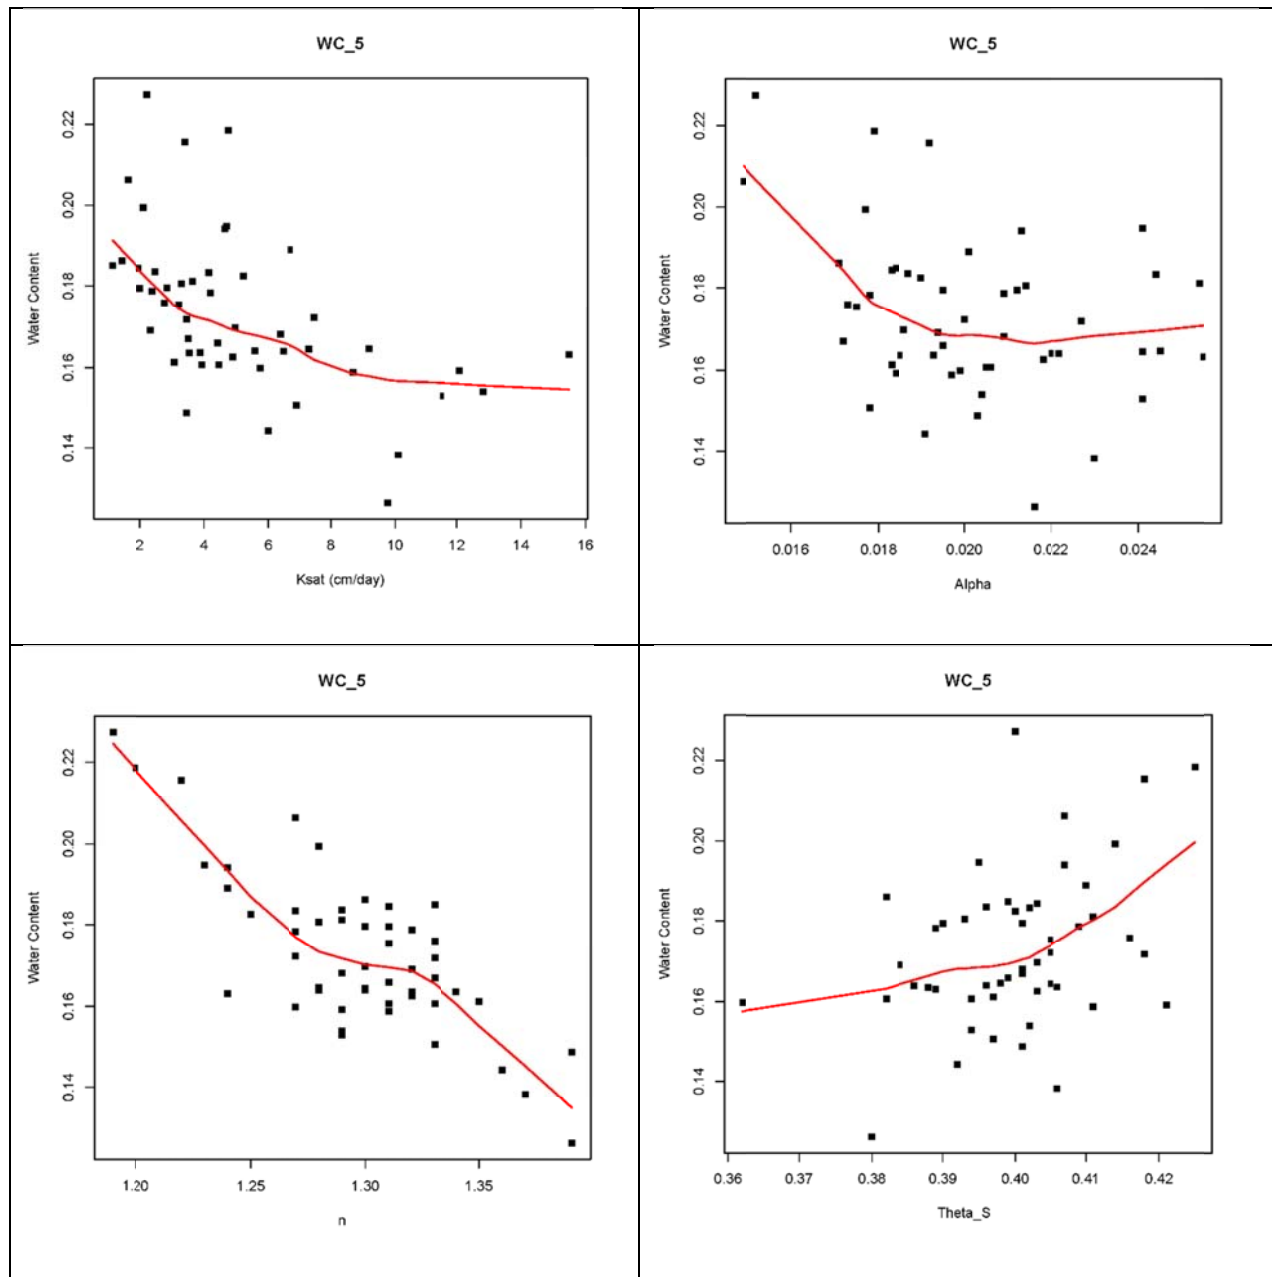 WC_5
Water Content
0.22
0.20
0.18
0.16
0.14
2 4 6 8 10 12 14 16
Ksat (cm/day)
WC_5
Water Content
0.22
0.20
0.18
0.16
0.14
0.016 0.018 0.020 0.022 0.024
Alpha
WC_5
Water Content
0.22
0.20
0.18
0.16
0.14
1.20 1.25 1.30 1.35
n
WC_5
Water Content
0.22
0.20
0.18
0.16
0.14
0.36 0.37 0.38 0.39 0.40 0.41 0.42
Theta_S